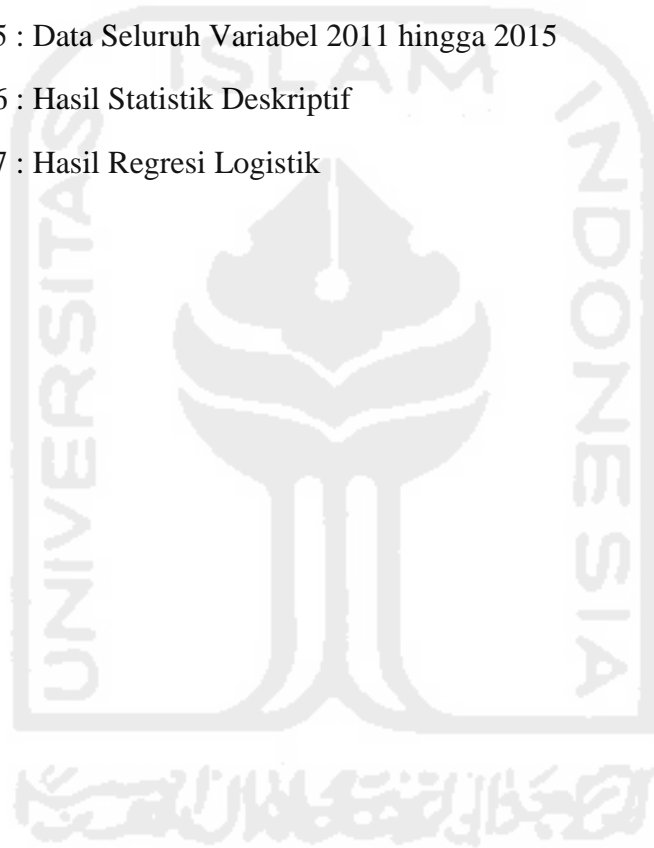 5 : Data Seluruh Variabel 2011 hingga 2015
6 : Hasil Statistik Deskriptif
7 : Hasil Regresi Logistik
ISLAM
UNIVERSITAS
INDONESIA